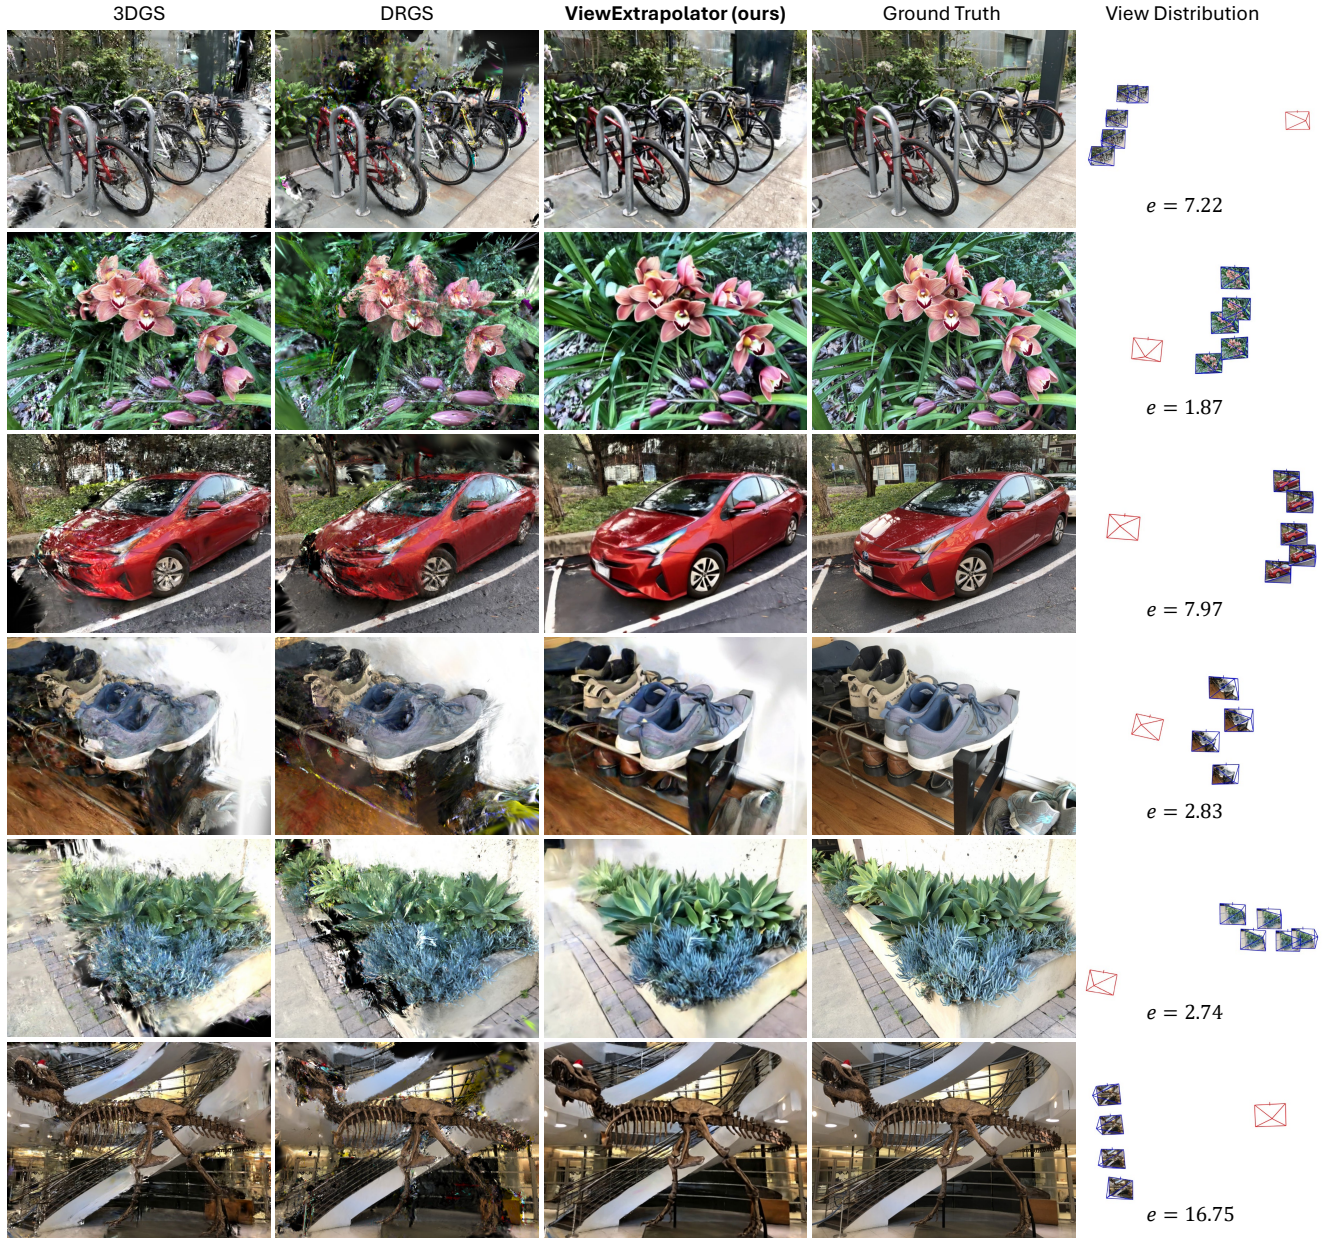 3DGS
DRGS
ViewExtrapolator (ours)
Ground Truth
View Distribution
e = 7.22
e = 1.87
e = 7.97
e = 2.83
e = 2.74
e = 16.75